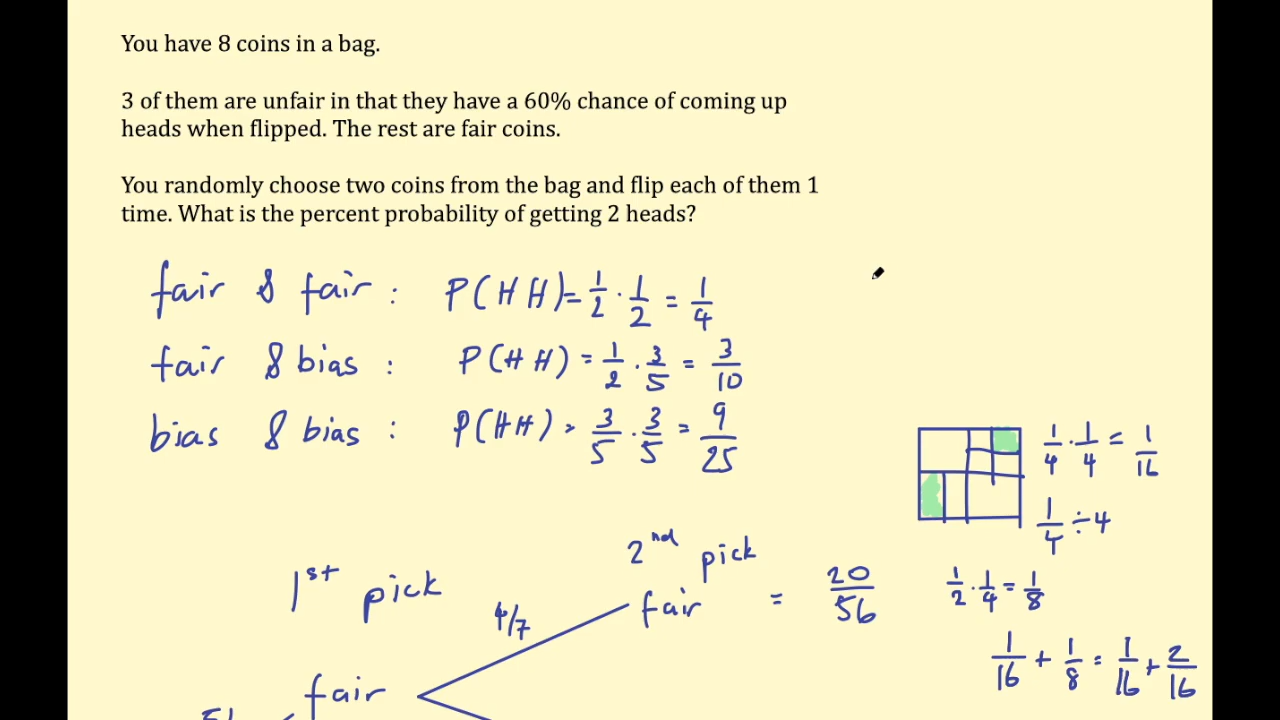 You have 8 coins in a bag.
3 of them are unfair in that they have a 60% chance of coming up
heads when flipped. The rest are fair coins.
You randomly choose two coins from the bag and flip each of them 1
time. What is the percent probability of getting 2 heads?
fair & fair : P(HH)= 1/2 · 1/2 = 1/4
fair & bias : P(HH) = 1/2 · 3/5 = 3/10
bias & bias : P(HH) = 3/5 · 3/5 = 9/25
1/4 · 1/4 = 1/16
1/4 ÷ 4
1st pick
2nd pick
1/2 · 1/4 = 1/8
4/7
fair = 20/56
1/16 + 1/8 = 1/16 + 2/16
fair